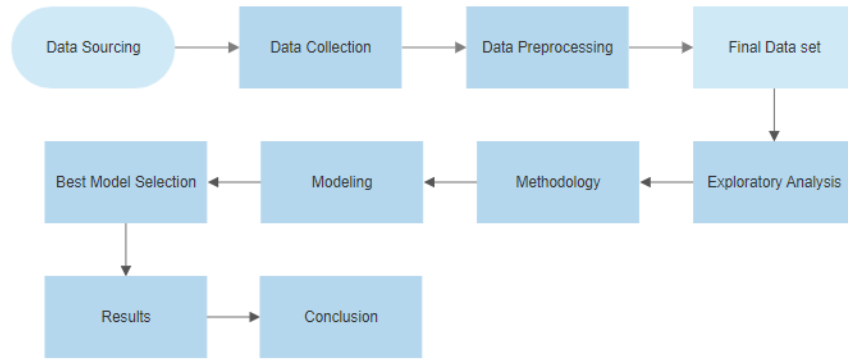 Data Sourcing
Data Collection
Data Preprocessing
Final Data set
Exploratory Analysis
Methodology
Modeling
Best Model Selection
Results
Conclusion